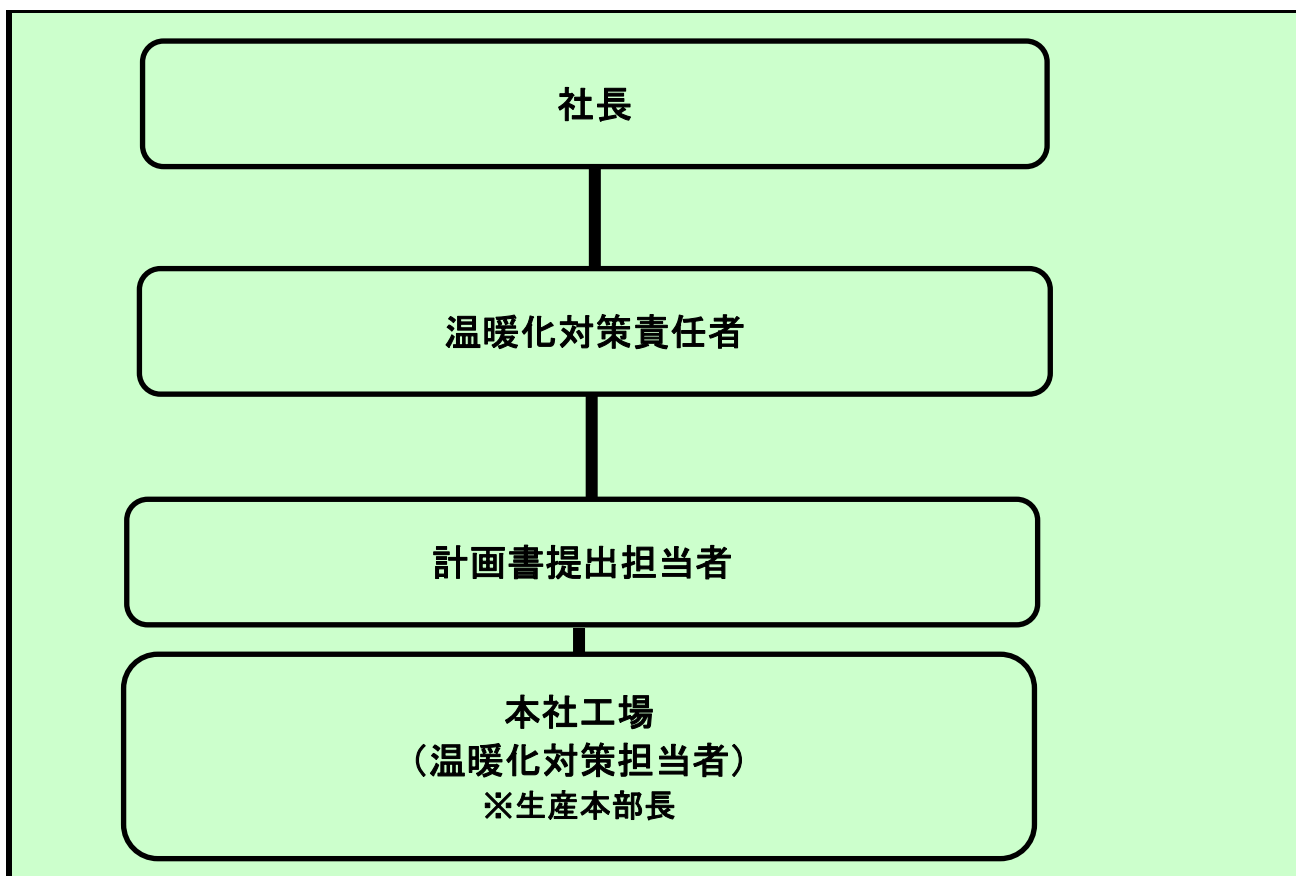 社長
温暖化対策責任者
計画書提出担当者
本社工場
（温暖化対策担当者）
※生産本部長